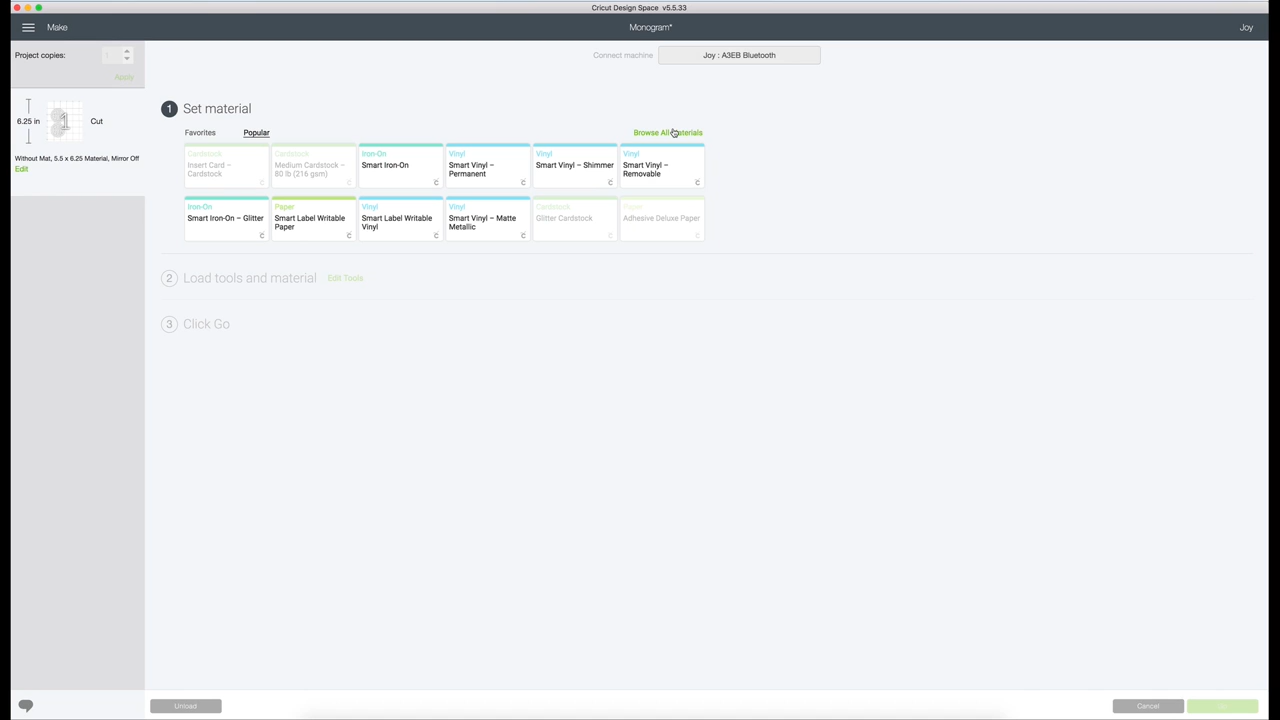 Cricut Design Space v5.5.33
Make
Monogram*
Joy
Project copies:
Apply
Connect machine
Joy : A3EB Bluetooth
6.25 in
1
Cut
Without Mat, 5.5 x 6.25 Material, Mirror Off
Edit
1 Set material
Favorites
Popular
Browse All Materials
Cardstock
Insert Card –
Cardstock
Cardstock
Medium Cardstock –
80 lb (216 gsm)
Iron-On
Smart Iron-On
Vinyl
Smart Vinyl –
Permanent
Vinyl
Smart Vinyl – Shimmer
Vinyl
Smart Vinyl –
Removable
Iron-On
Smart Iron-On – Glitter
Paper
Smart Label Writable
Paper
Vinyl
Smart Label Writable
Vinyl
Vinyl
Smart Vinyl – Matte
Metallic
Cardstock
Glitter Cardstock
Paper
Adhesive Deluxe Paper
2 Load tools and material
Edit Tools
3 Click Go
Unload
Cancel